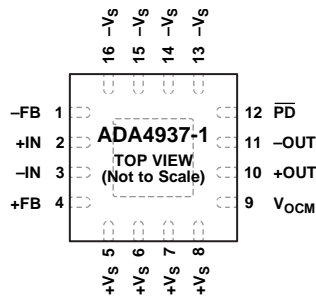 16 –VS
15 –VS
14 –VS
13 –VS
–FB 1
+IN 2
–IN 3
+FB 4
ADA4937-1
TOP VIEW
(Not to Scale)
12 PD
11 –OUT
10 +OUT
9 VOCM
+VS 5
+VS 6
+VS 7
+VS 8